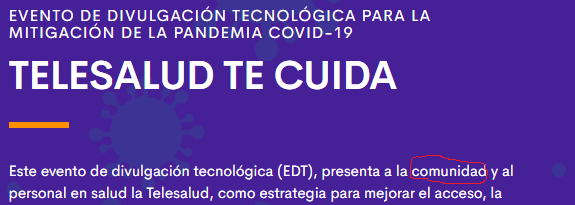 EVENTO DE DIVULGACIÓN TECNOLÓGICA PARA LA
MITIGACIÓN DE LA PANDEMIA COVID-19
TELESALUD TE CUIDA
Este evento de divulgación tecnológica (EDT), presenta a la comunidad y al
personal en salud la Telesalud, como estrategia para mejorar el acceso, la